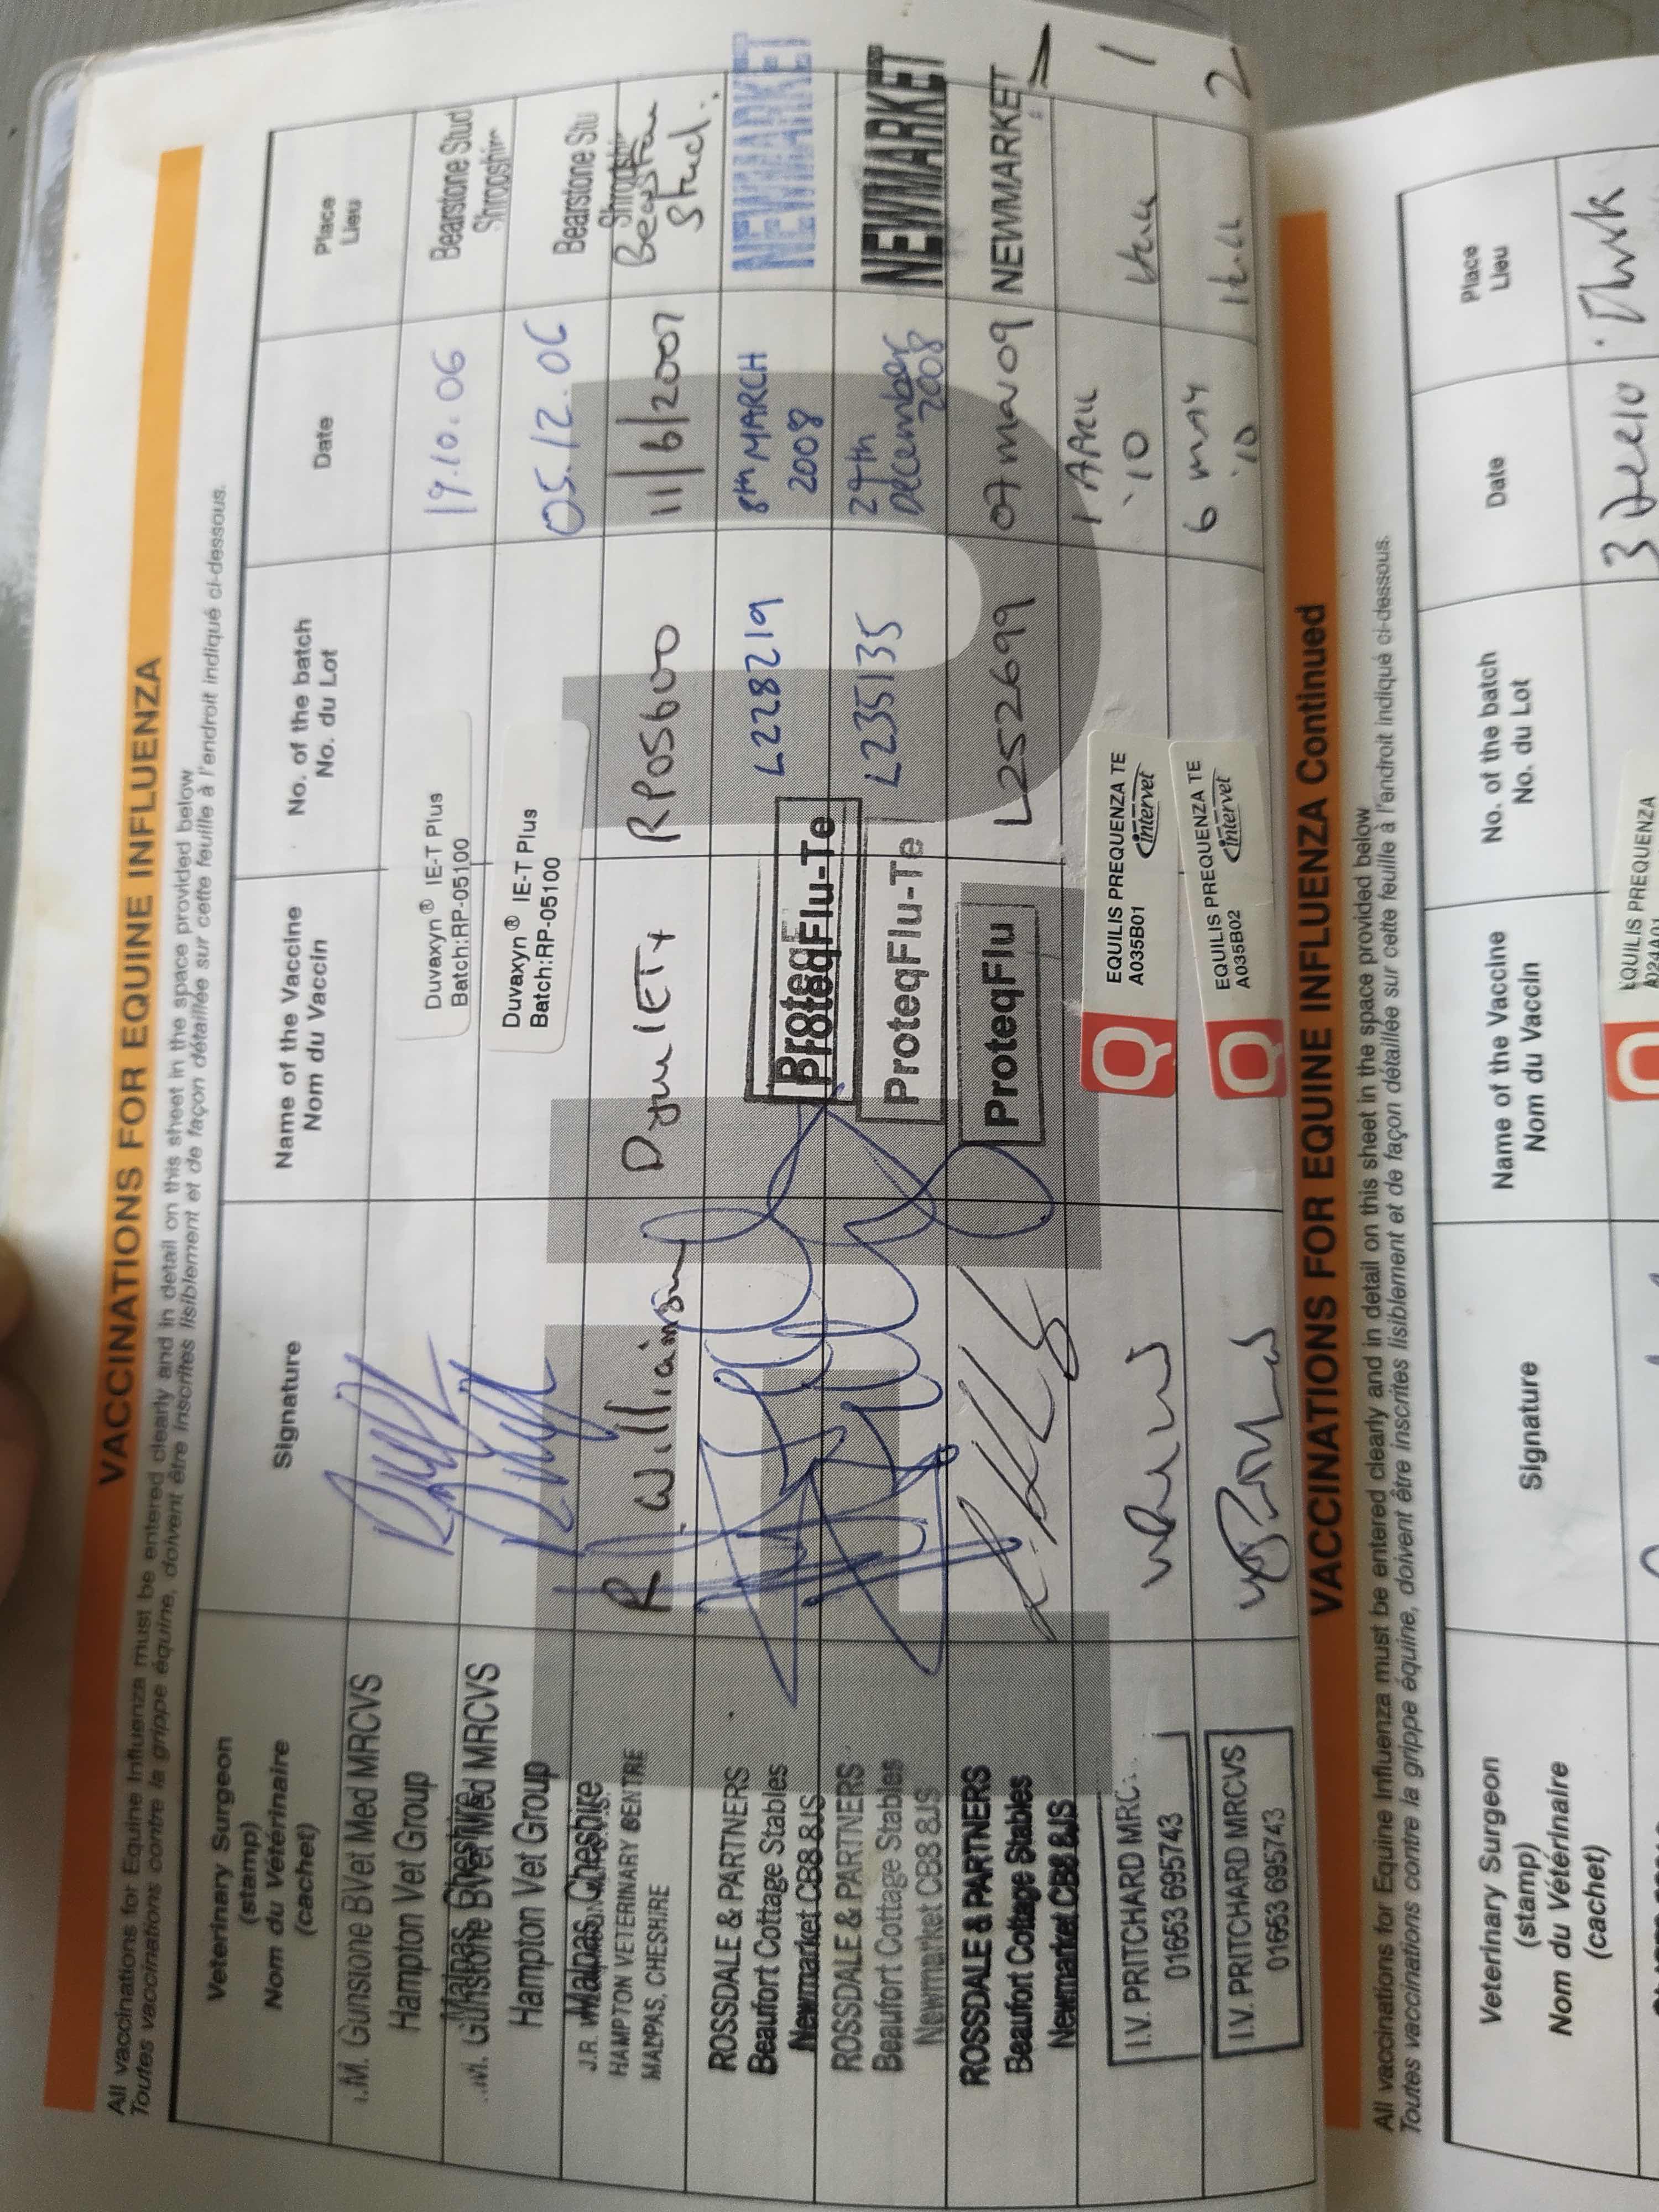 VACCINATIONS FOR EQUINE INFLUENZA
All vaccinations for Equine Influenza must be entered clearly and in detail on this sheet in the space provided below
Toutes vaccinations contre la grippe équine, doivent être inscrites lisiblement et de façon détaillée sur cette feuille à l'endroit indiqué ci-dessous.
Veterinary Surgeon
(stamp)
Nom du Vétérinaire
(cachet)
Signature
Name of the Vaccine
Nom du Vaccin
No. of the batch
No. du Lot
Date
Place
Lieu
M. Gunstone BVet Med MRCVS
Hampton Vet Group
Malpas, Cheshire
Duvaxyn® IE-T Plus
Batch:RP-05100
19.10.06
Bearstone Stud
Shropshir
M. Gunstone BVet Med MRCVS
Hampton Vet Group
Malpas, Cheshire
Duvaxyn® IE-T Plus
Batch:RP-05100
05.12.06
Bearstone Stu
Shropshir
J.R.
HAMPTON VETERINARY CENTRE
MALPAS, CHESHIRE
R. Williamson
RP05600
11/6/2007
Bearstone
Stud.
ROSSDALE & PARTNERS
Beaufort Cottage Stables
Newmarket CB8 8JS
ProteqFlu-Te
L228219
8th MARCH
2008
NEWMARKET
ROSSDALE & PARTNERS
Beaufort Cottage Stables
Newmarket CB8 8JS
ProteqFlu-Te
L235135
December
2008
NEWMARKET
ROSSDALE & PARTNERS
Beaufort Cottage Stables
Newmarket CB8 8JS
ProteqFlu
L252699
07 Mar 09
NEWMARKET
I.V. PRITCHARD MRC
01653 695743
EQUILIS PREQUENZA TE
A035B01
Intervet
1 APRIL
'10
1
I.V. PRITCHARD MRCVS
01653 695743
EQUILIS PREQUENZA TE
A035B02
Intervet
6 MAY
'10
2
VACCINATIONS FOR EQUINE INFLUENZA Continued
All vaccinations for Equine Influenza must be entered clearly and in detail on this sheet in the space provided below
Toutes vaccinations contre la grippe équine, doivent être inscrites lisiblement et de façon détaillée sur cette feuille à l'endroit indiqué ci-dessous.
Veterinary Surgeon
(stamp)
Nom du Vétérinaire
(cachet)
Signature
Name of the Vaccine
Nom du Vaccin
No. of the batch
No. du Lot
Date
Place
Lieu
EQUILIS PREQUENZA
3
Thirsk